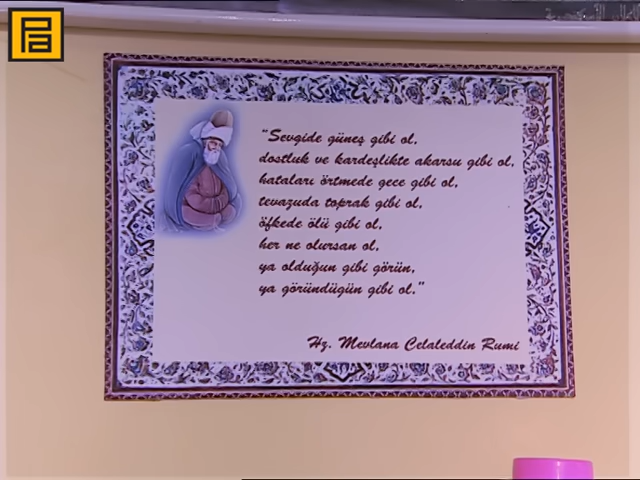 "Sevgide güneş gibi ol,
dostluk ve kardeşlikte akarsu gibi ol,
hataları örtmede gece gibi ol,
tevazuda toprak gibi ol,
öfkede ölü gibi ol,
her ne olursan ol,
ya olduğun gibi görün,
ya göründügün gibi ol."
Hz. Mevlana Celaleddin Rumi